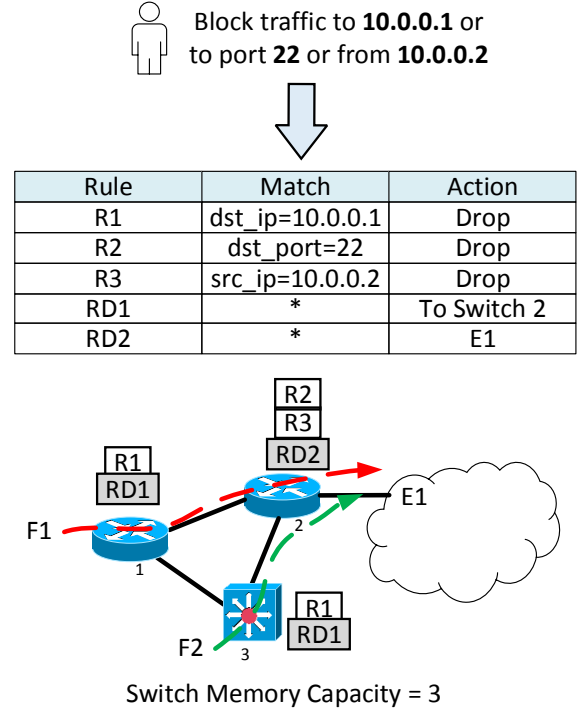 Block traffic to 10.0.0.1 or
to port 22 or from 10.0.0.2
Rule Match Action
R1 dst_ip=10.0.0.1 Drop
R2 dst_port=22 Drop
R3 src_ip=10.0.0.2 Drop
RD1 * To Switch 2
RD2 * E1
R2
R3
RD2
R1
RD1
E1
F1
2
1
R1
RD1
F2
3
Switch Memory Capacity = 3